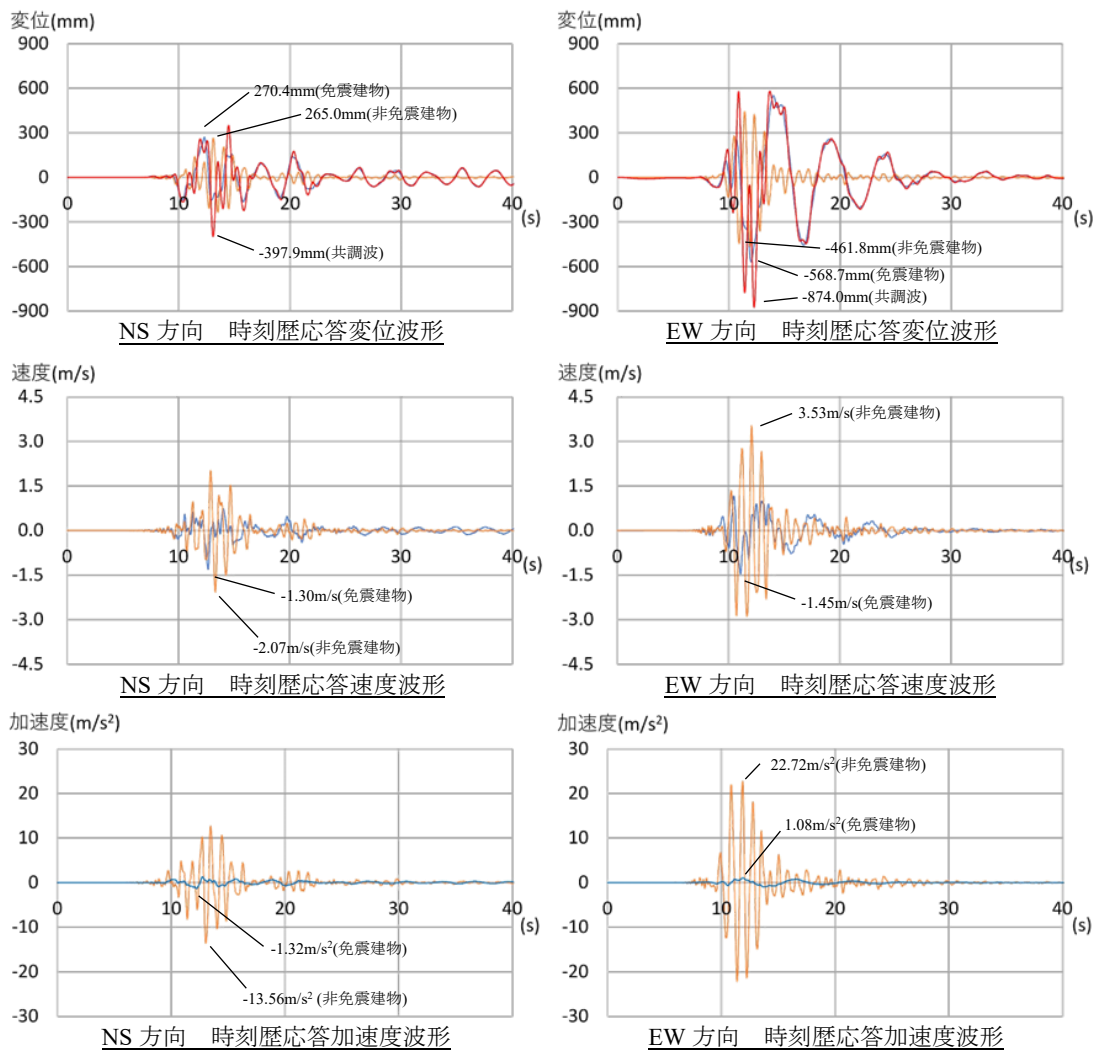 変位(mm)
900
600
300
0
-300
-600
-900
0
10
20
30
40
(s)
270.4mm(免震建物)
265.0mm(非免震建物)
-397.9mm(共調波)
NS 方向　時刻歴応答変位波形
変位(mm)
900
600
300
0
-300
-600
-900
0
10
20
30
40
(s)
-461.8mm(非免震建物)
-568.7mm(免震建物)
-874.0mm(共調波)
EW 方向　時刻歴応答変位波形
速度(m/s)
4.5
3.0
1.5
0.0
-1.5
-3.0
-4.5
0
10
20
30
40
(s)
-1.30m/s(免震建物)
-2.07m/s(非免震建物)
NS 方向　時刻歴応答速度波形
速度(m/s)
4.5
3.0
1.5
0.0
-1.5
-3.0
-4.5
0
10
20
30
40
(s)
3.53m/s(非免震建物)
-1.45m/s(免震建物)
EW 方向　時刻歴応答速度波形
加速度(m/s²)
30
20
10
0
-10
-20
-30
0
10
20
30
40
(s)
-1.32m/s²(免震建物)
-13.56m/s² (非免震建物)
NS 方向　時刻歴応答加速度波形
加速度(m/s²)
30
20
10
0
-10
-20
-30
0
10
20
30
40
(s)
22.72m/s²(非免震建物)
1.08m/s²(免震建物)
EW 方向　時刻歴応答加速度波形